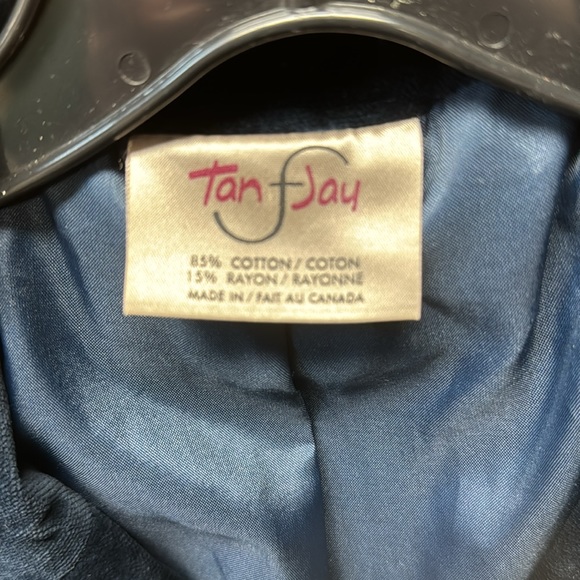 Tan Jay
85% COTTON / COTON
15% RAYON / RAYONNE
MADE IN / FAIT AU CANADA